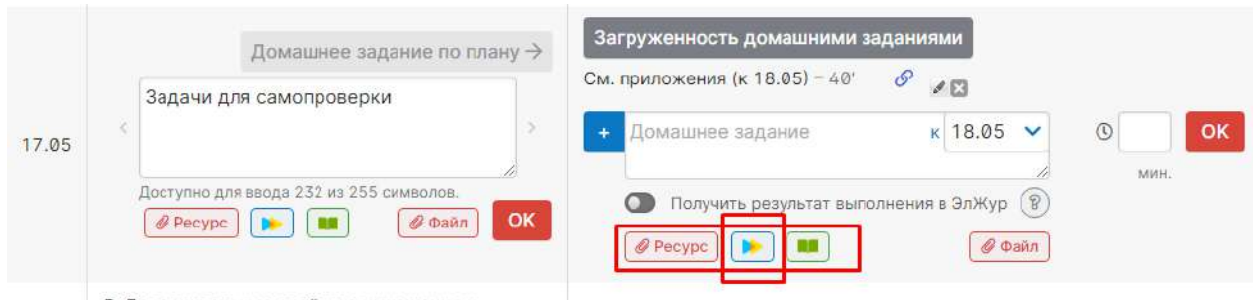 Домашнее задание по плану →
Загруженность домашними заданиями
См. приложения (к 18.05) – 40'
17.05
Задачи для самопроверки
Домашнее задание
к 18.05
OK
мин.
Доступно для ввода 232 из 255 символов.
Получить результат выполнения в ЭлЖур
?
Ресурс
Файл
OK
Ресурс
Файл